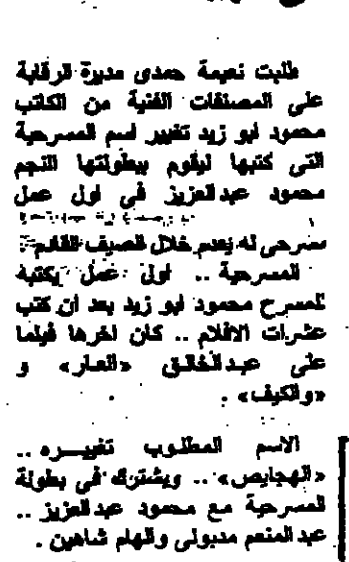 طلبت نعيمة حمدى مديرة الرقابة
على المصنفات الفنية من الكاتب
محمود ابو زيد تغيير اسم المسرحية
التى كتبها ليقوم ببطولتها النجم
محمود عبدالعزيز فى اول عمل
مسرحى له يعدم خلال الصيف القادم .
المسرحية .. اول عمل يكتبه
للمسرح محمود ابو زيد بعد ان كتب
عشرات الافلام .. كان اخرها فيلما
على عبدالخالق «العار» و
«والكيف» .
الاسم المطلوب تغييره ..
«الهجايص» .. ويشترك فى بطولة
المسرحية مع محمود عبدالعزيز ..
عبدالمنعم مدبولى والهام شاهين .